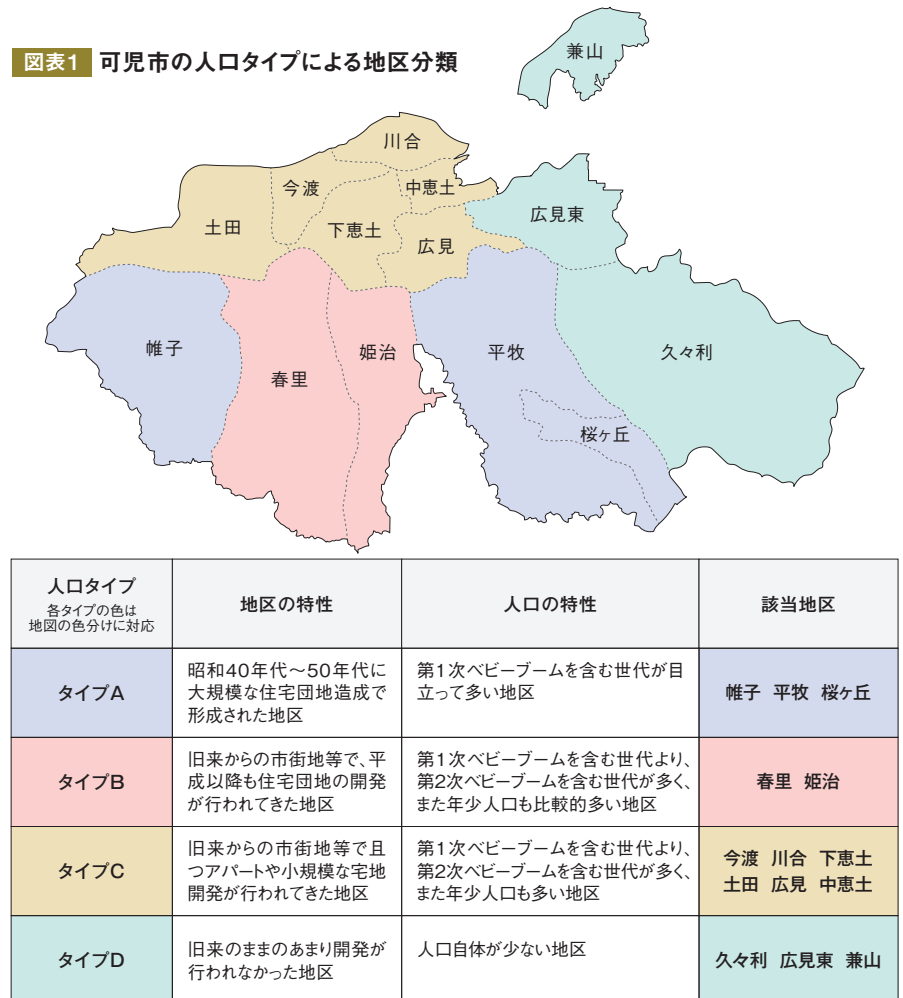 図表1 可児市の人口タイプによる地区分類
兼山
川合
今渡
中恵土
広見東
土田
下恵土
広見
帷子
姫治
平牧
久々利
春里
桜ヶ丘
人口タイプ
各タイプの色は
地図の色分けに対応
地区の特性
人口の特性
該当地区
タイプA
昭和40年代〜50年代に
大規模な住宅団地造成で
形成された地区
第1次ベビーブームを含む世代が目
立って多い地区
帷子 平牧 桜ヶ丘
タイプB
旧来からの市街地等で、平
成以降も住宅団地の開発
が行われてきた地区
第1次ベビーブームを含む世代より、
第2次ベビーブームを含む世代が多く、
また年少人口も比較的多い地区
春里 姫治
タイプC
旧来からの市街地等で且
つアパートや小規模な宅地
開発が行われてきた地区
第1次ベビーブームを含む世代より、
第2次ベビーブームを含む世代が多く、
また年少人口も多い地区
今渡 川合 下恵土
土田 広見 中恵土
タイプD
旧来のままのあまり開発が
行われなかった地区
人口自体が少ない地区
久々利 広見東 兼山